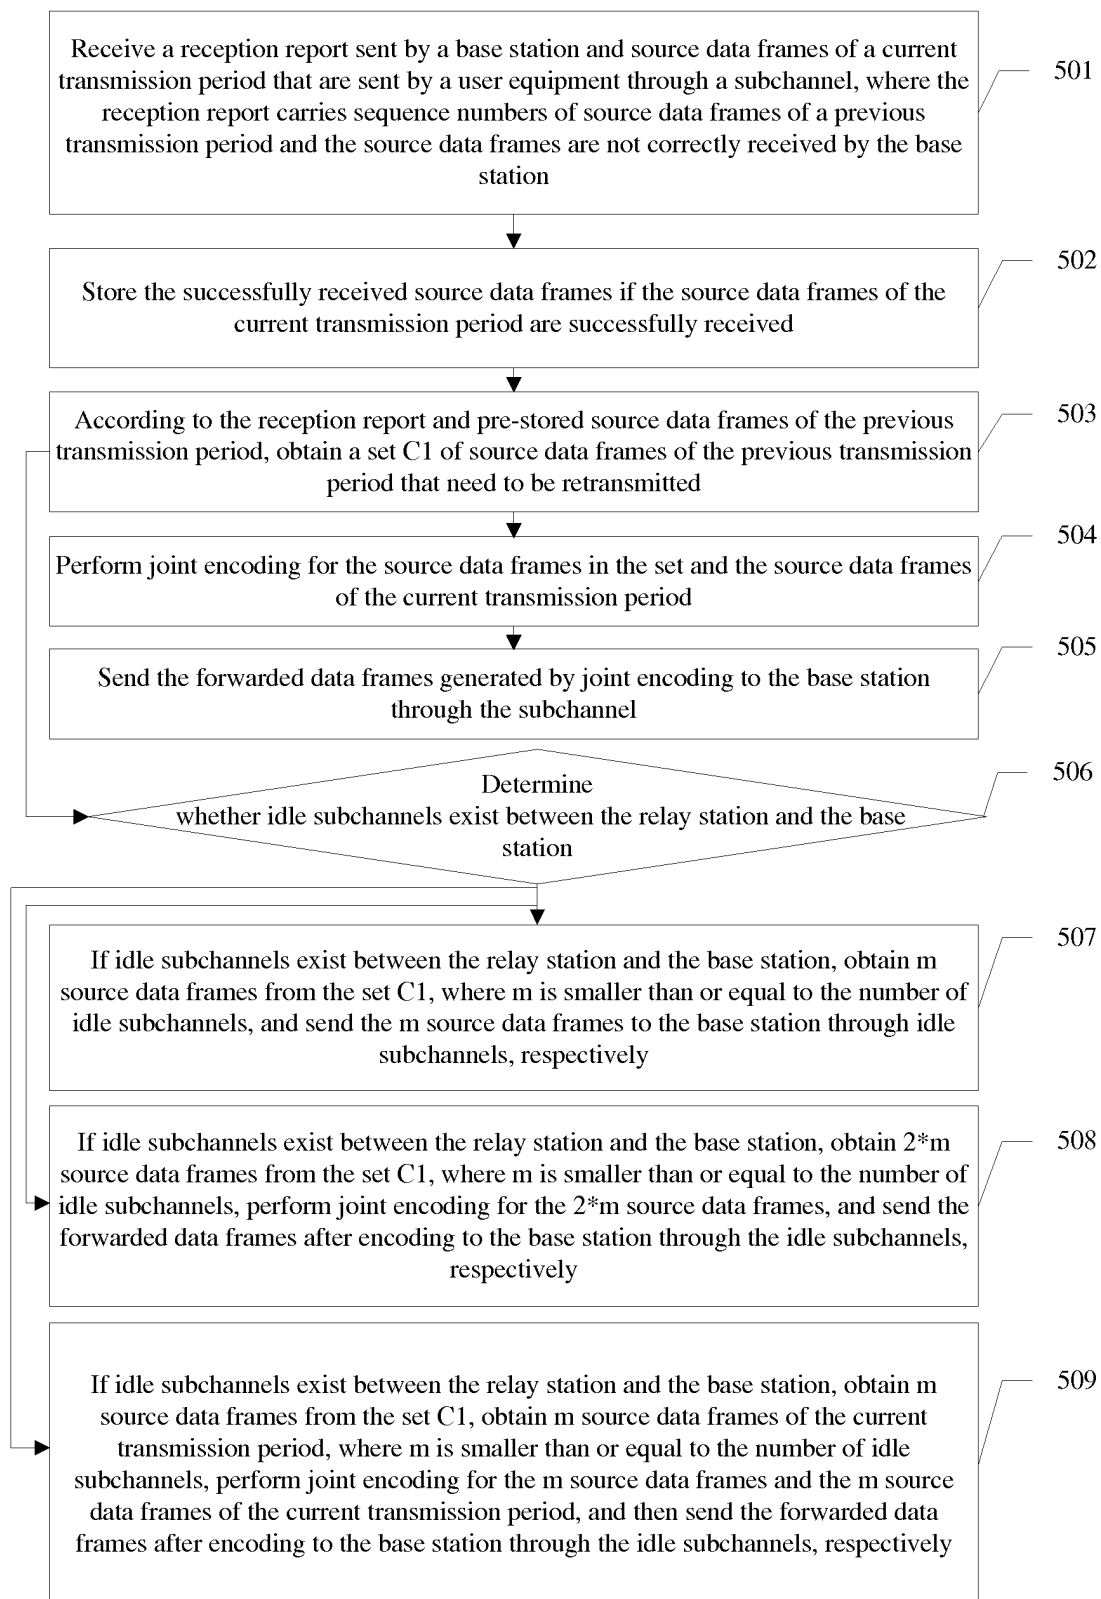 Receive a reception report sent by a base station and source data frames of a current
transmission period that are sent by a user equipment through a subchannel, where the
reception report carries sequence numbers of source data frames of a previous
transmission period and the source data frames are not correctly received by the base
station
501
Store the successfully received source data frames if the source data frames of the
current transmission period are successfully received
502
According to the reception report and pre-stored source data frames of the previous
transmission period, obtain a set C1 of source data frames of the previous transmission
period that need to be retransmitted
503
Perform joint encoding for the source data frames in the set and the source data frames
of the current transmission period
504
Send the forwarded data frames generated by joint encoding to the base station
through the subchannel
505
Determine
whether idle subchannels exist between the relay station and the base
station
506
If idle subchannels exist between the relay station and the base station, obtain m
source data frames from the set C1, where m is smaller than or equal to the number of
idle subchannels, and send the m source data frames to the base station through idle
subchannels, respectively
507
If idle subchannels exist between the relay station and the base station, obtain 2*m
source data frames from the set C1, where m is smaller than or equal to the number of
idle subchannels, perform joint encoding for the 2*m source data frames, and send the
forwarded data frames after encoding to the base station through the idle subchannels,
respectively
508
If idle subchannels exist between the relay station and the base station, obtain m
source data frames from the set C1, obtain m source data frames of the current
transmission period, where m is smaller than or equal to the number of idle
subchannels, perform joint encoding for the m source data frames and the m source
data frames of the current transmission period, and then send the forwarded data
frames after encoding to the base station through the idle subchannels, respectively
509